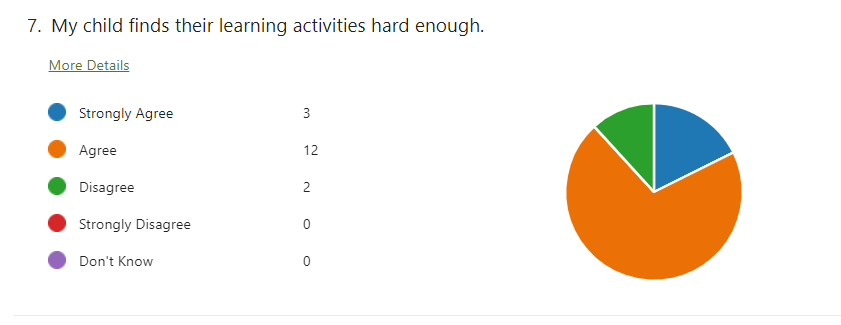 7. My child finds their learning activities hard enough.
More Details
Strongly Agree 3
Agree 12
Disagree 2
Strongly Disagree 0
Don't Know 0